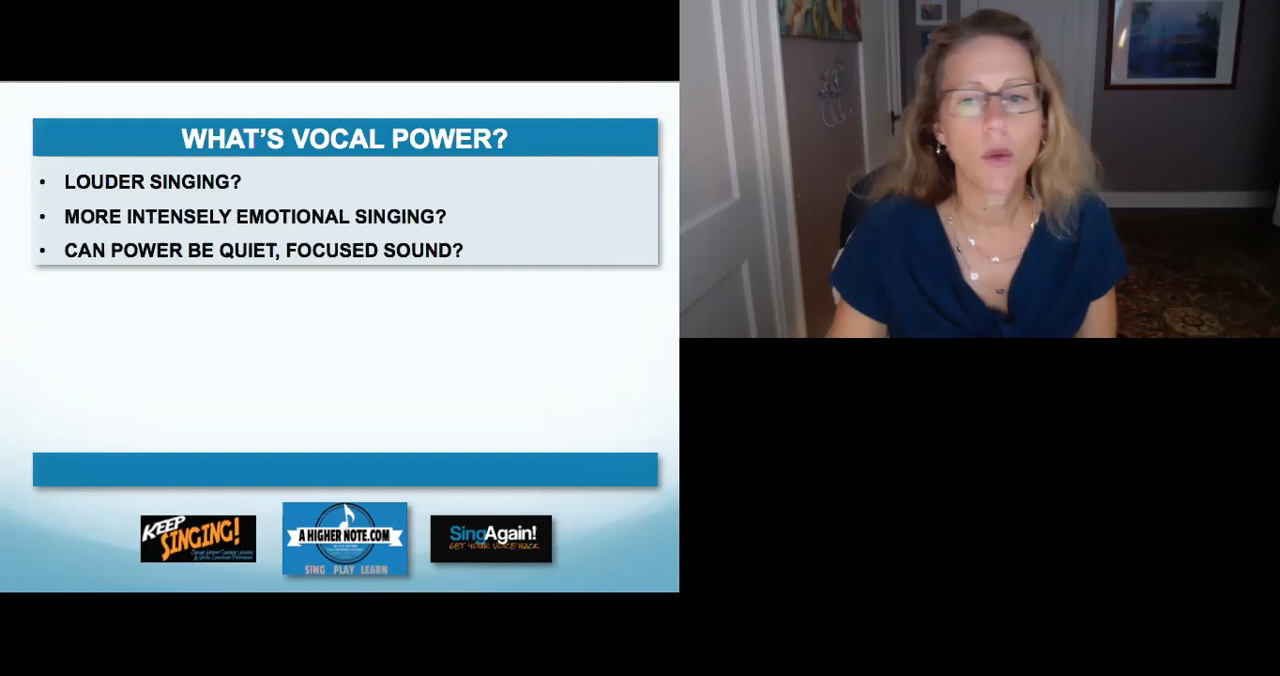 WHAT'S VOCAL POWER?
• LOUDER SINGING?
• MORE INTENSELY EMOTIONAL SINGING?
• CAN POWER BE QUIET, FOCUSED SOUND?
KEEP
SINGING!
A HIGHER NOTE.COM
SING PLAY LEARN
SingAgain!
GET YOUR VOICE BACK